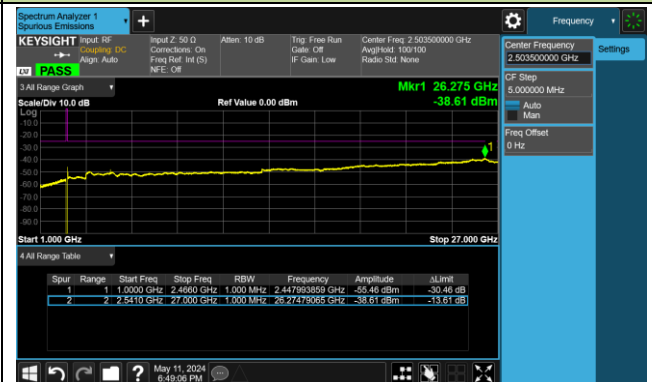 Spectrum Analyzer 1
Spurious Emissions
Frequency
KEYSIGHT
Input: RF
Coupling: DC
Align: Auto
Input Z: 50 Ω
Corrections: On
Freq Ref: Int (S)
NFE: Off
Atten: 10 dB
Trig: Free Run
Gate: Off
IF Gain: Low
Center Freq: 2.503500000 GHz
Avg|Hold: 100/100
Radio Std: None
LXI PASS
3 All Range Graph
Mkr1 26.275 GHz
Scale/Div 10.0 dB
Ref Value 0.00 dBm
-38.61 dBm
Log
-10.0
-20.0
-30.0
-40.0
-50.0
-60.0
-70.0
-80.0
-90.0
1
Start 1.000 GHz
Stop 27.000 GHz
4 All Range Table
Spur Range Start Freq Stop Freq RBW Frequency Amplitude ΔLimit
1 1 1.0000 GHz 2.4660 GHz 1.000 MHz 2.447993859 GHz -55.46 dBm -30.46 dB
2 2 2.5410 GHz 27.000 GHz 1.000 MHz 26.27479065 GHz -38.61 dBm -13.61 dB
May 11, 2024
6:49:06 PM
Center Frequency
2.503500000 GHz
Settings
CF Step
5.000000 MHz
Auto
Man
Freq Offset
0 Hz